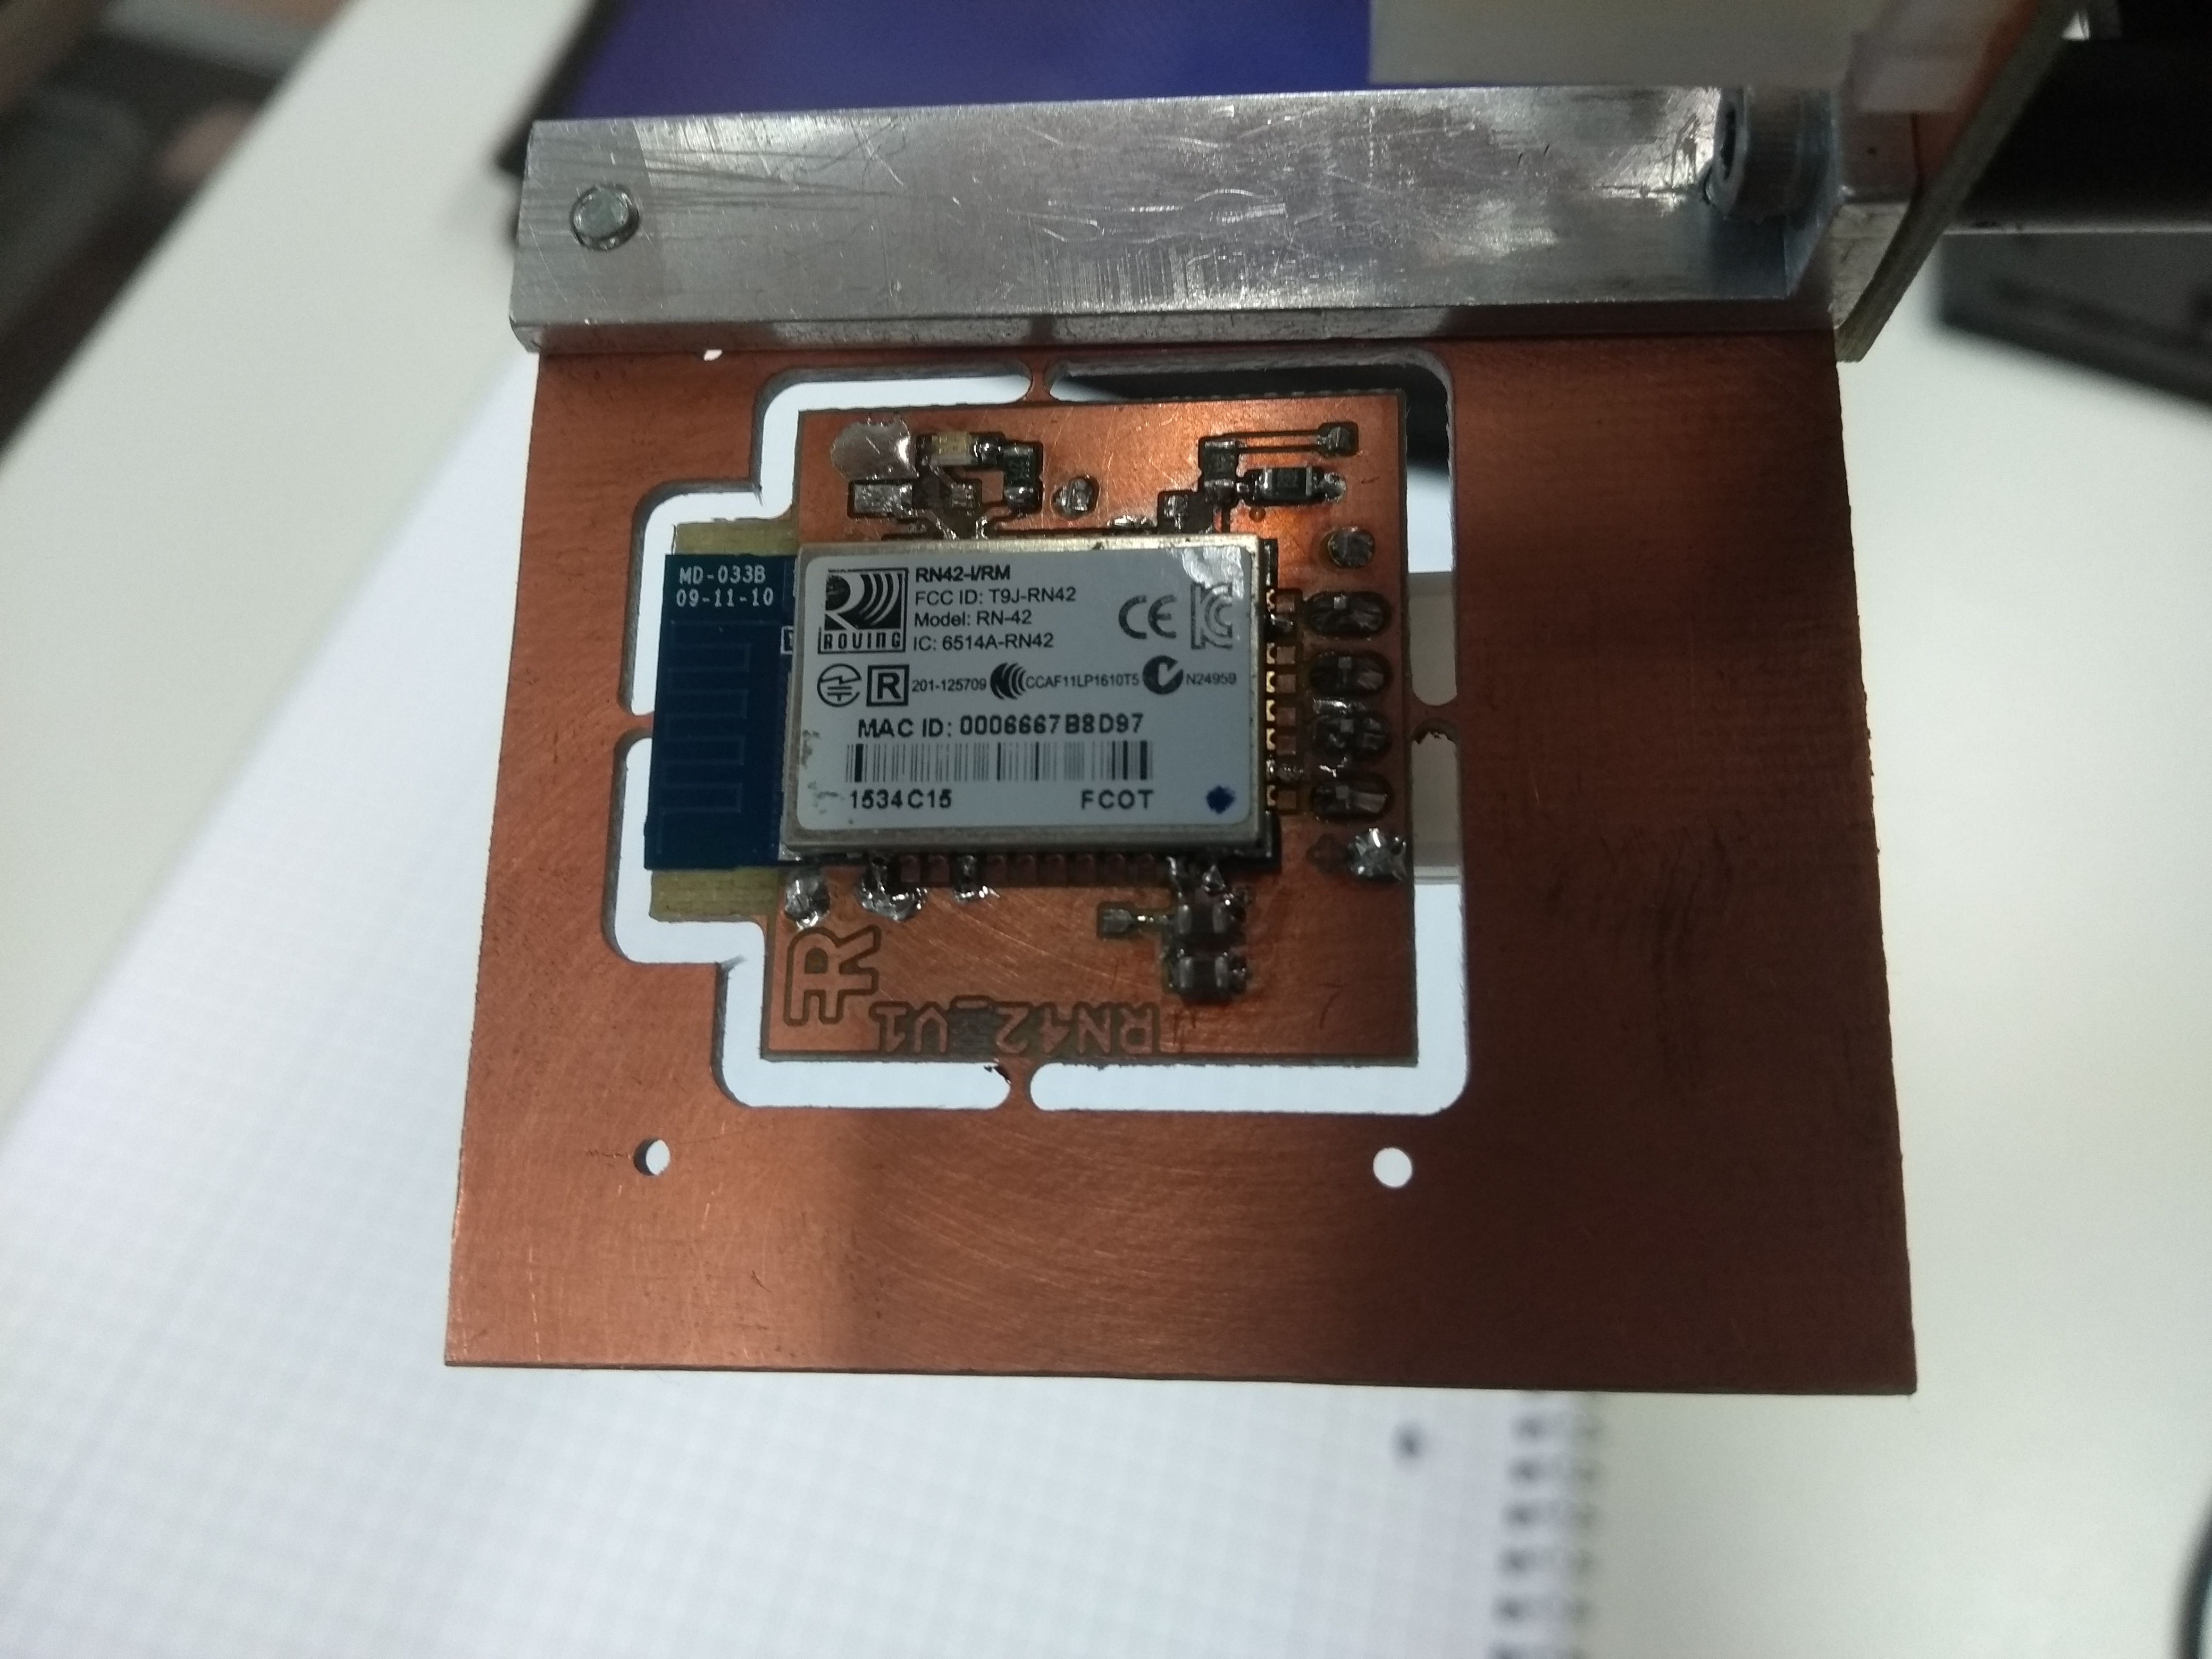 MD-033B
09-11-10
ROVING
RN42-I/RM
FCC ID: T9J-RN42
Model: RN-42
IC: 6514A-RN42
CE
R 201-125709 CCAF11LP1610T5 N24959
MAC ID: 0006667B8D97
1534C15 FCOT
RN42_V1